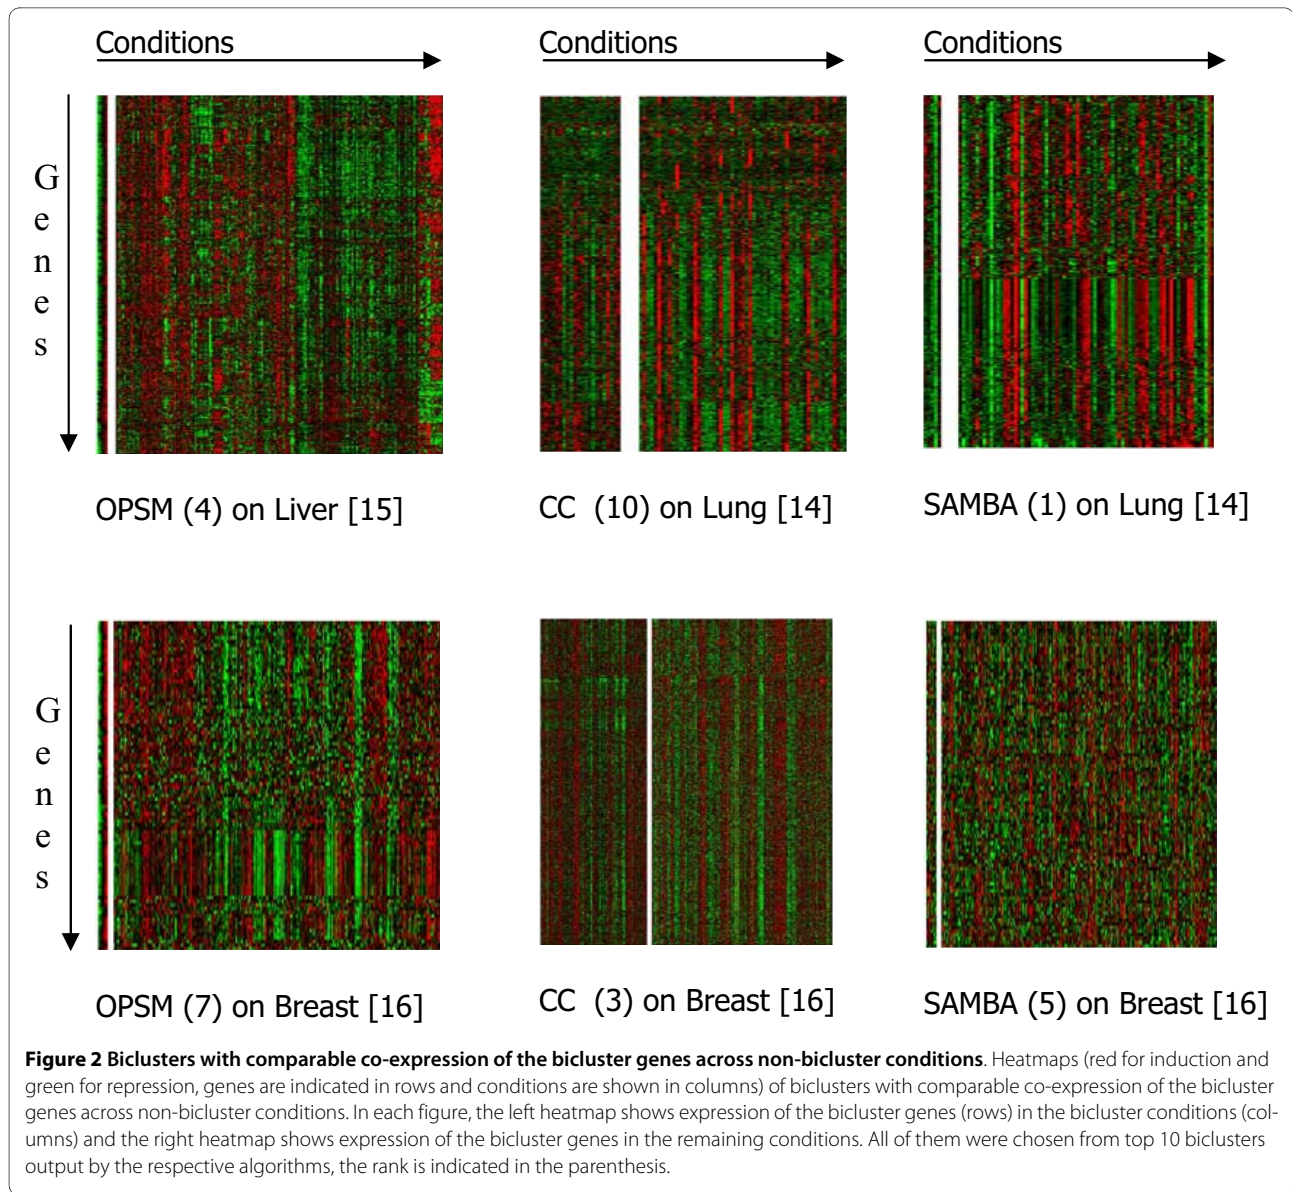 Conditions
Conditions
Conditions
G
e
n
e
s
OPSM (4) on Liver [15]
CC (10) on Lung [14]
SAMBA (1) on Lung [14]
G
e
n
e
s
OPSM (7) on Breast [16]
CC (3) on Breast [16]
SAMBA (5) on Breast [16]
Figure 2 Biclusters with comparable co-expression of the bicluster genes across non-bicluster conditions. Heatmaps (red for induction and
green for repression, genes are indicated in rows and conditions are shown in columns) of biclusters with comparable co-expression of the bicluster
genes across non-bicluster conditions. In each figure, the left heatmap shows expression of the bicluster genes (rows) in the bicluster conditions (col-
umns) and the right heatmap shows expression of the bicluster genes in the remaining conditions. All of them were chosen from top 10 biclusters
output by the respective algorithms, the rank is indicated in the parenthesis.